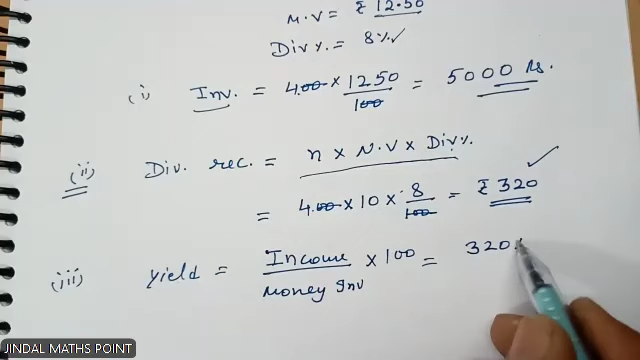 M.V = ₹ 12.50
Div % = 8% ✓
(i) Inv. = 400 × 1250/100 = 5000 Rs.
(ii) Div. rec. = n × N.V × Div %
= 400 × 10 × 8/100 = ₹ 320 ✓
(iii) Yield = Income/Money Inv × 100 = 320
JINDAL MATHS POINT